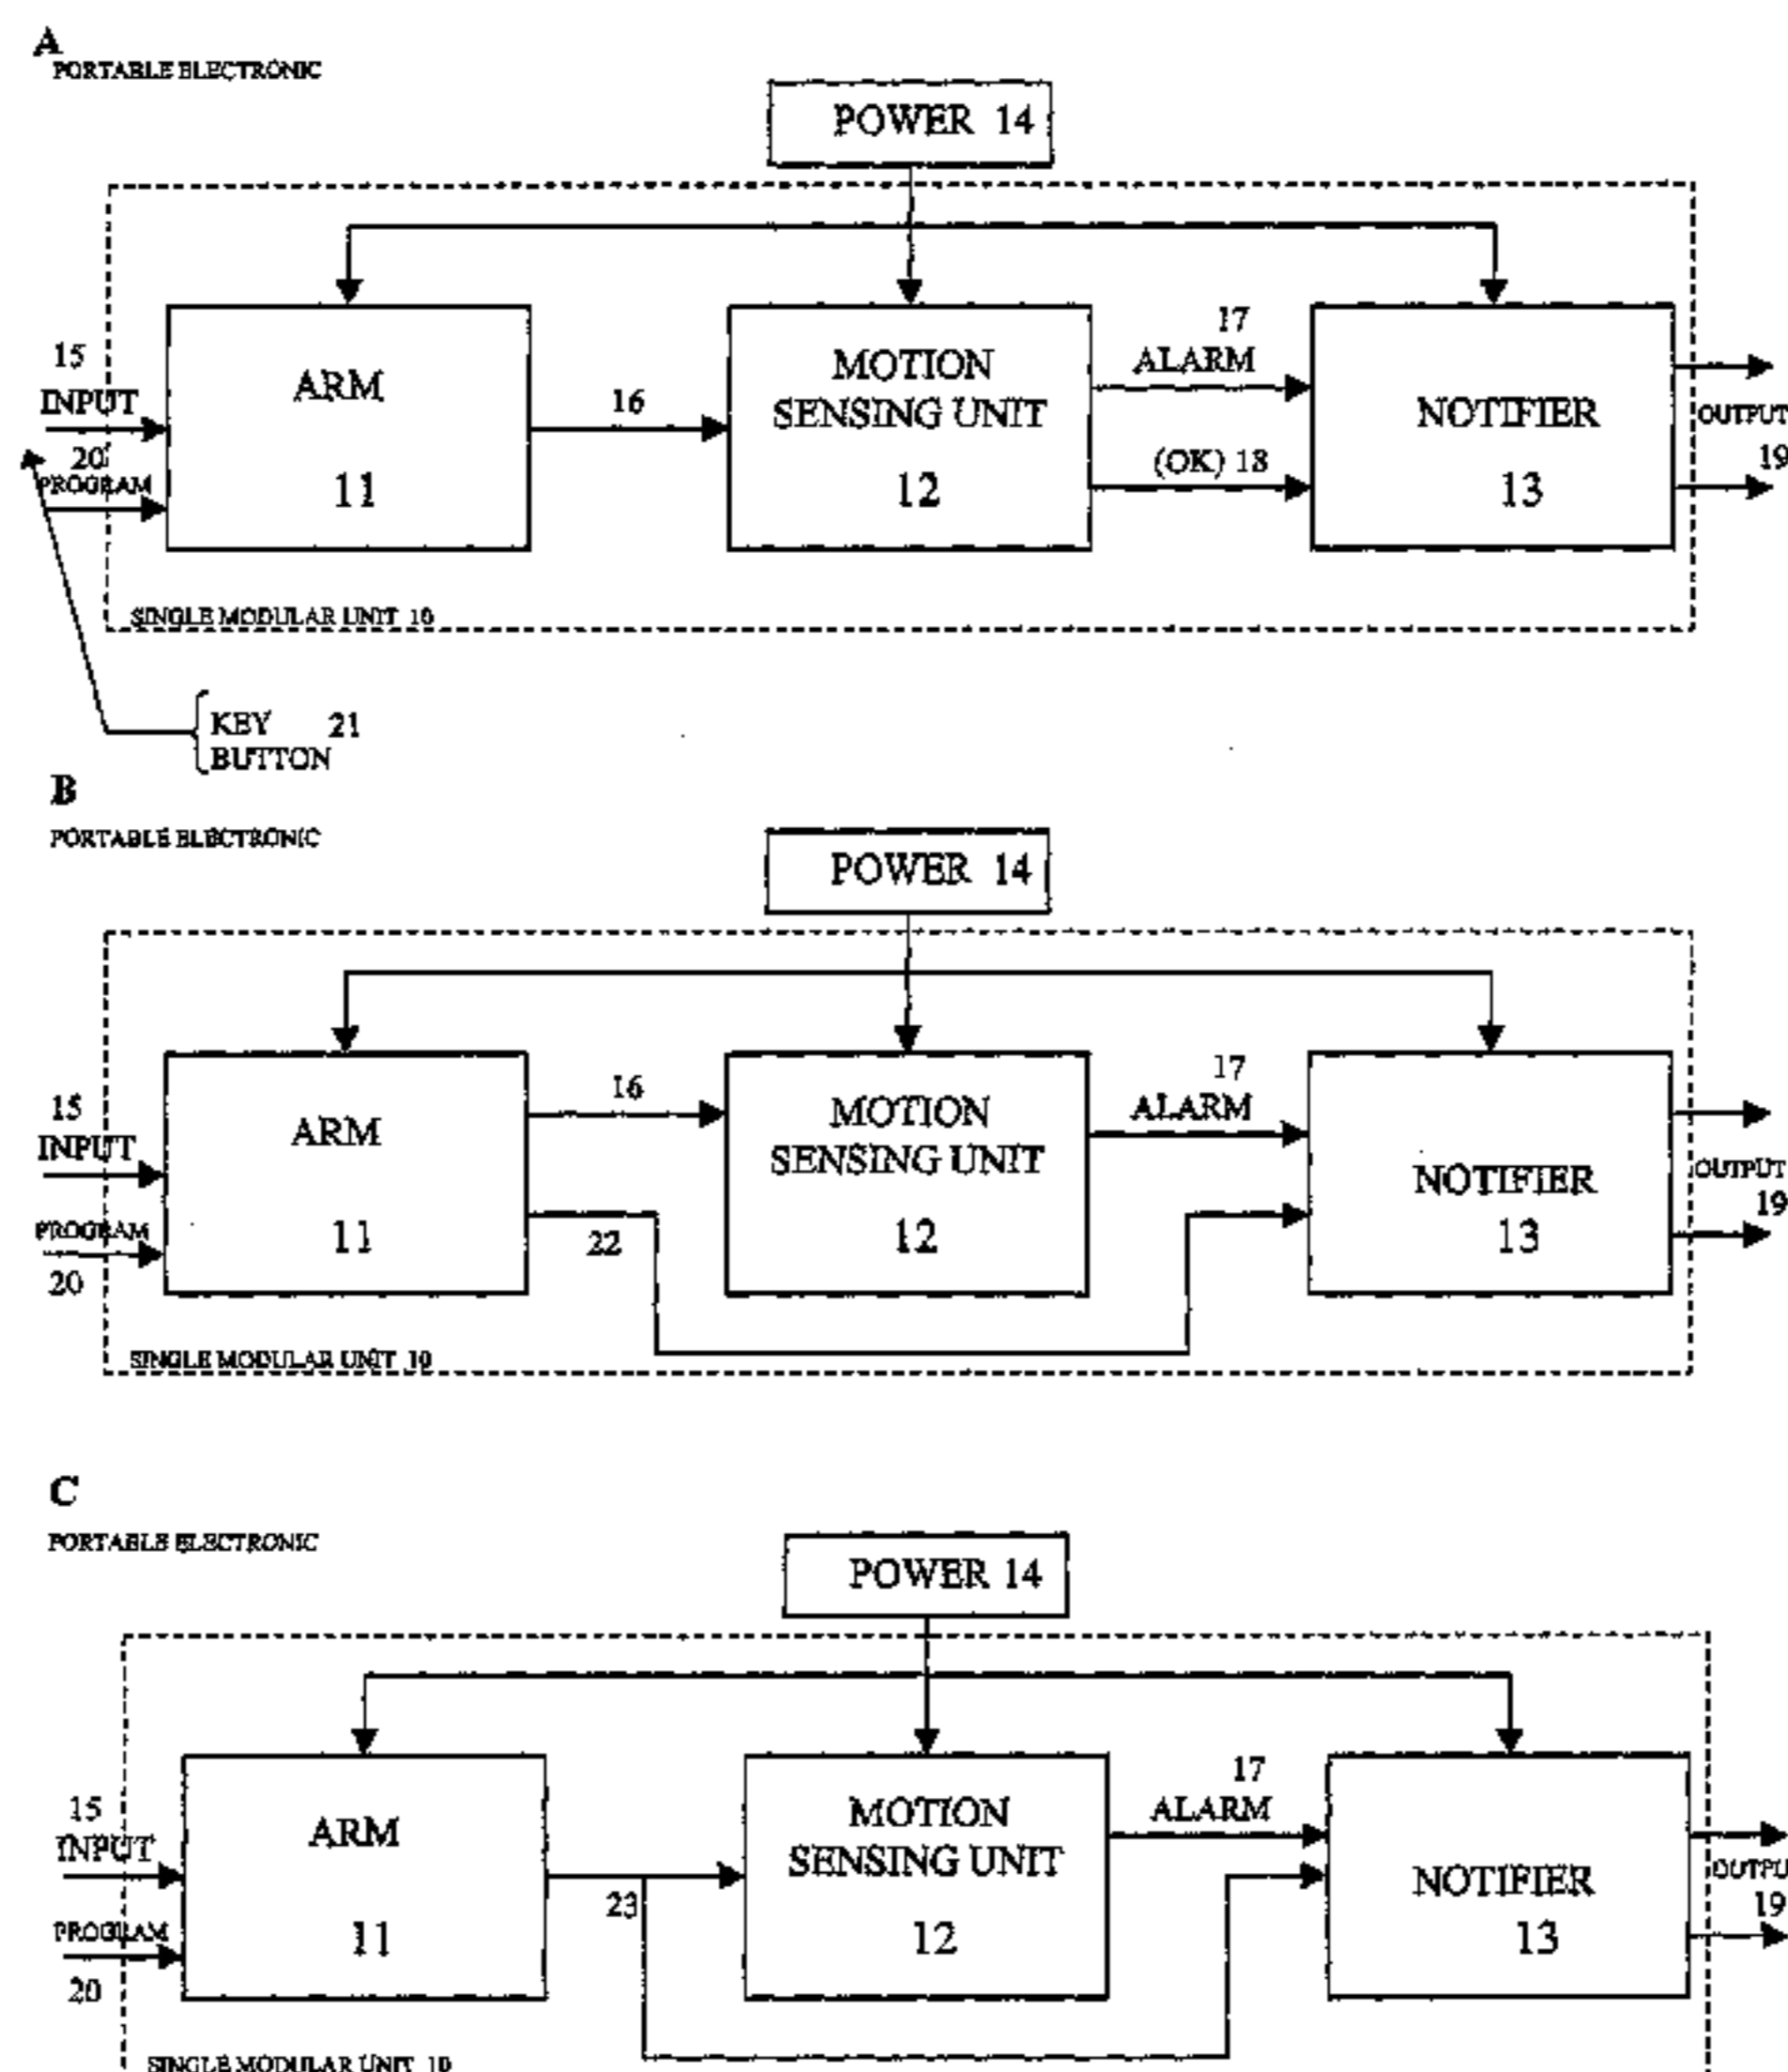 A
PORTABLE ELECTRONIC
POWER 14
15
INPUT
20
PROGRAM
ARM
11
16
MOTION
SENSING UNIT
12
17
ALARM
(OK) 18
NOTIFIER
13
OUTPUT
19
SINGLE MODULAR UNIT 10
KEY 21
BUTTON
B
PORTABLE ELECTRONIC
POWER 14
15
INPUT
PROGRAM
20
ARM
11
16
22
MOTION
SENSING UNIT
12
17
ALARM
NOTIFIER
13
OUTPUT
19
SINGLE MODULAR UNIT 10
C
PORTABLE ELECTRONIC
POWER 14
15
INPUT
PROGRAM
20
ARM
11
23
MOTION
SENSING UNIT
12
17
ALARM
NOTIFIER
13
OUTPU
19
SINGLE MODULAR UNIT 10